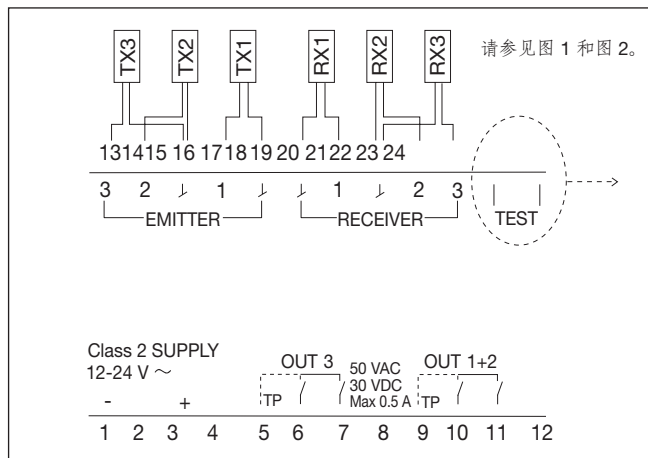 TX3 TX2 TX1 RX1 RX2 RX3 请参见图 1 和图 2。
13 14 15 16 17 18 19 20 21 22 23 24
3 2 1 1 2 3
EMITTER RECEIVER TEST
Class 2 SUPPLY
12-24 V ～
OUT 3 50 VAC OUT 1+2
30 VDC
- + TP Max 0.5 A TP
1 2 3 4 5 6 7 8 9 10 11 12